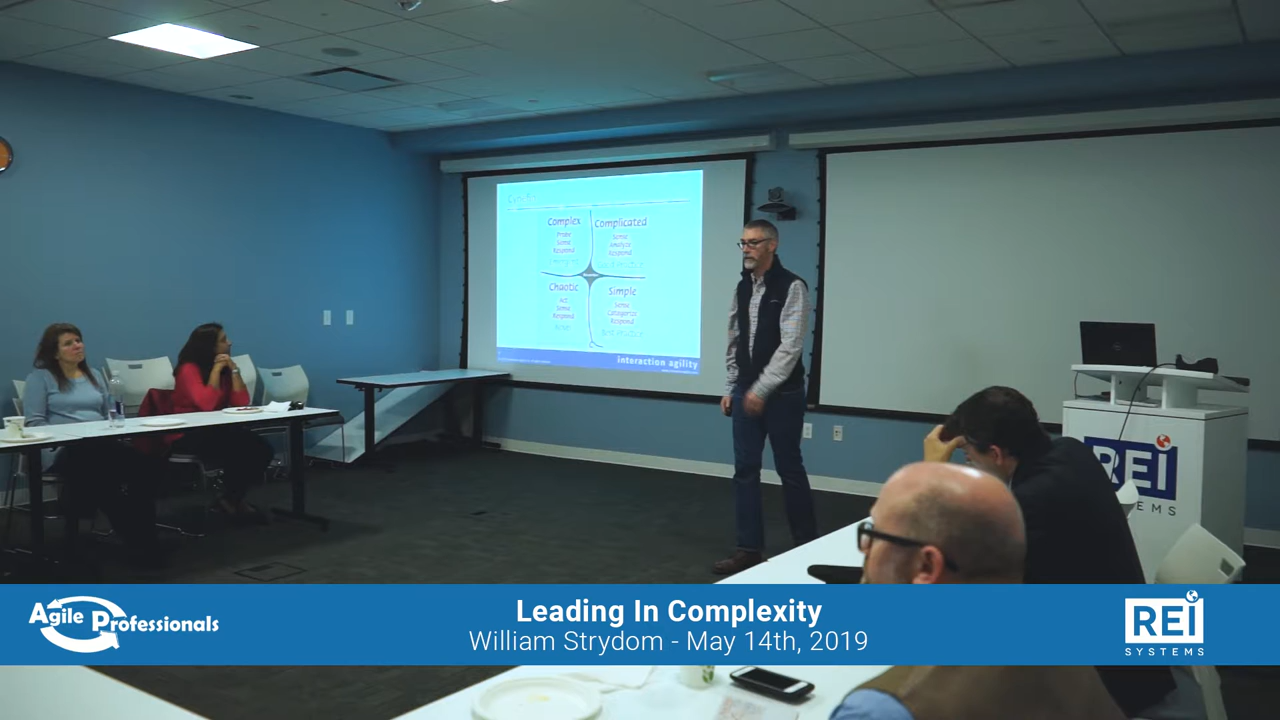 Complex
Complicated
Probe
Sense
Respond
Sense
Analyze
Respond
Chaotic
Simple
Act
Sense
Respond
Sense
Categorize
Respond
interaction agility
REI
EMS
Agile Professionals
Leading In Complexity
William Strydom - May 14th, 2019
REI
SYSTEMS